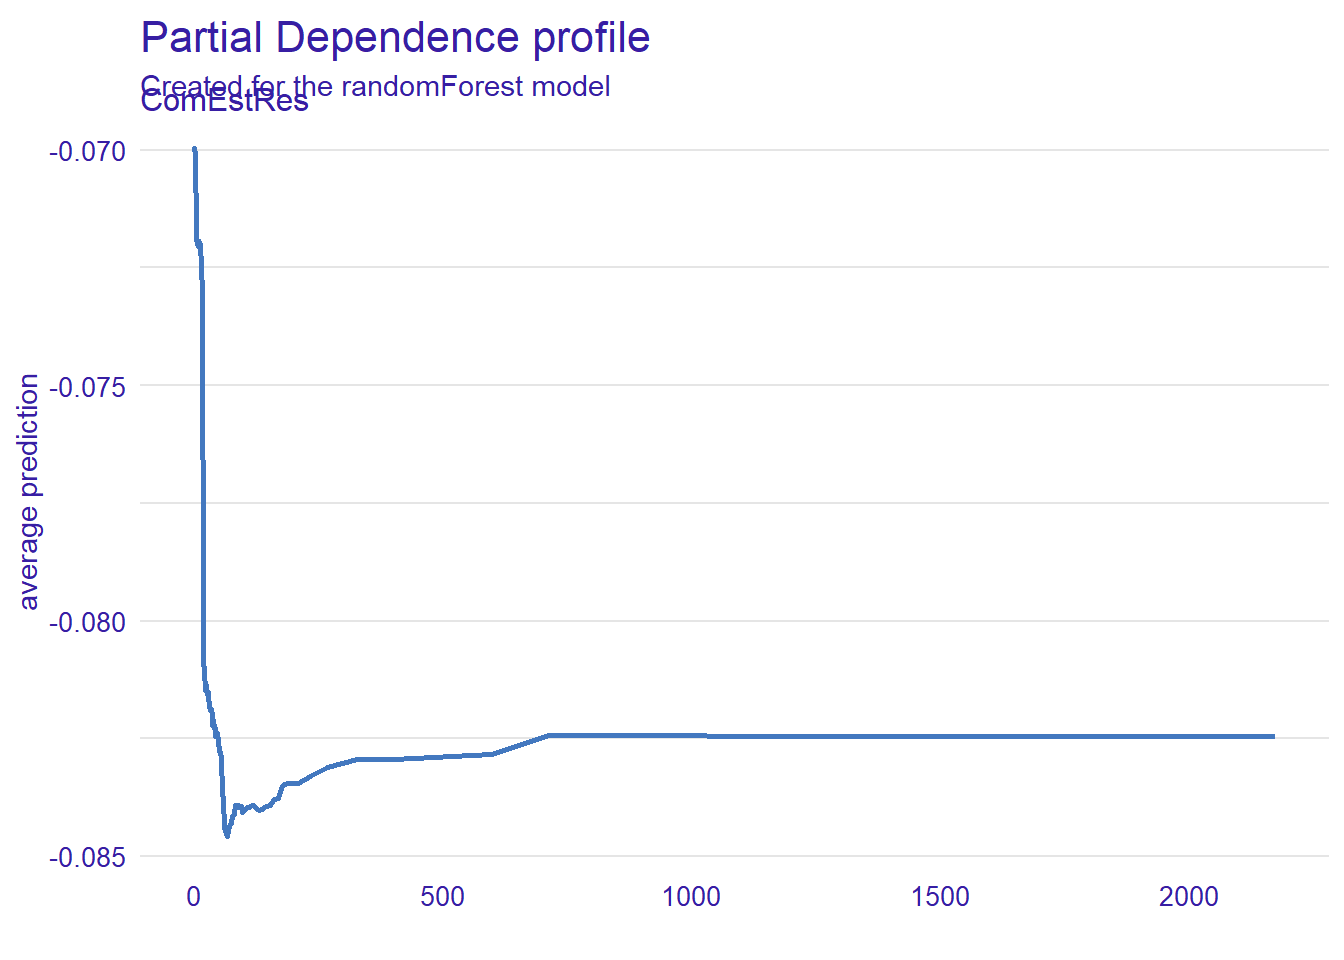 Partial Dependence profile
Created for the randomForest model
ComEstRes
-0.070
-0.075
-0.080
-0.085
average prediction
0 500 1000 1500 2000